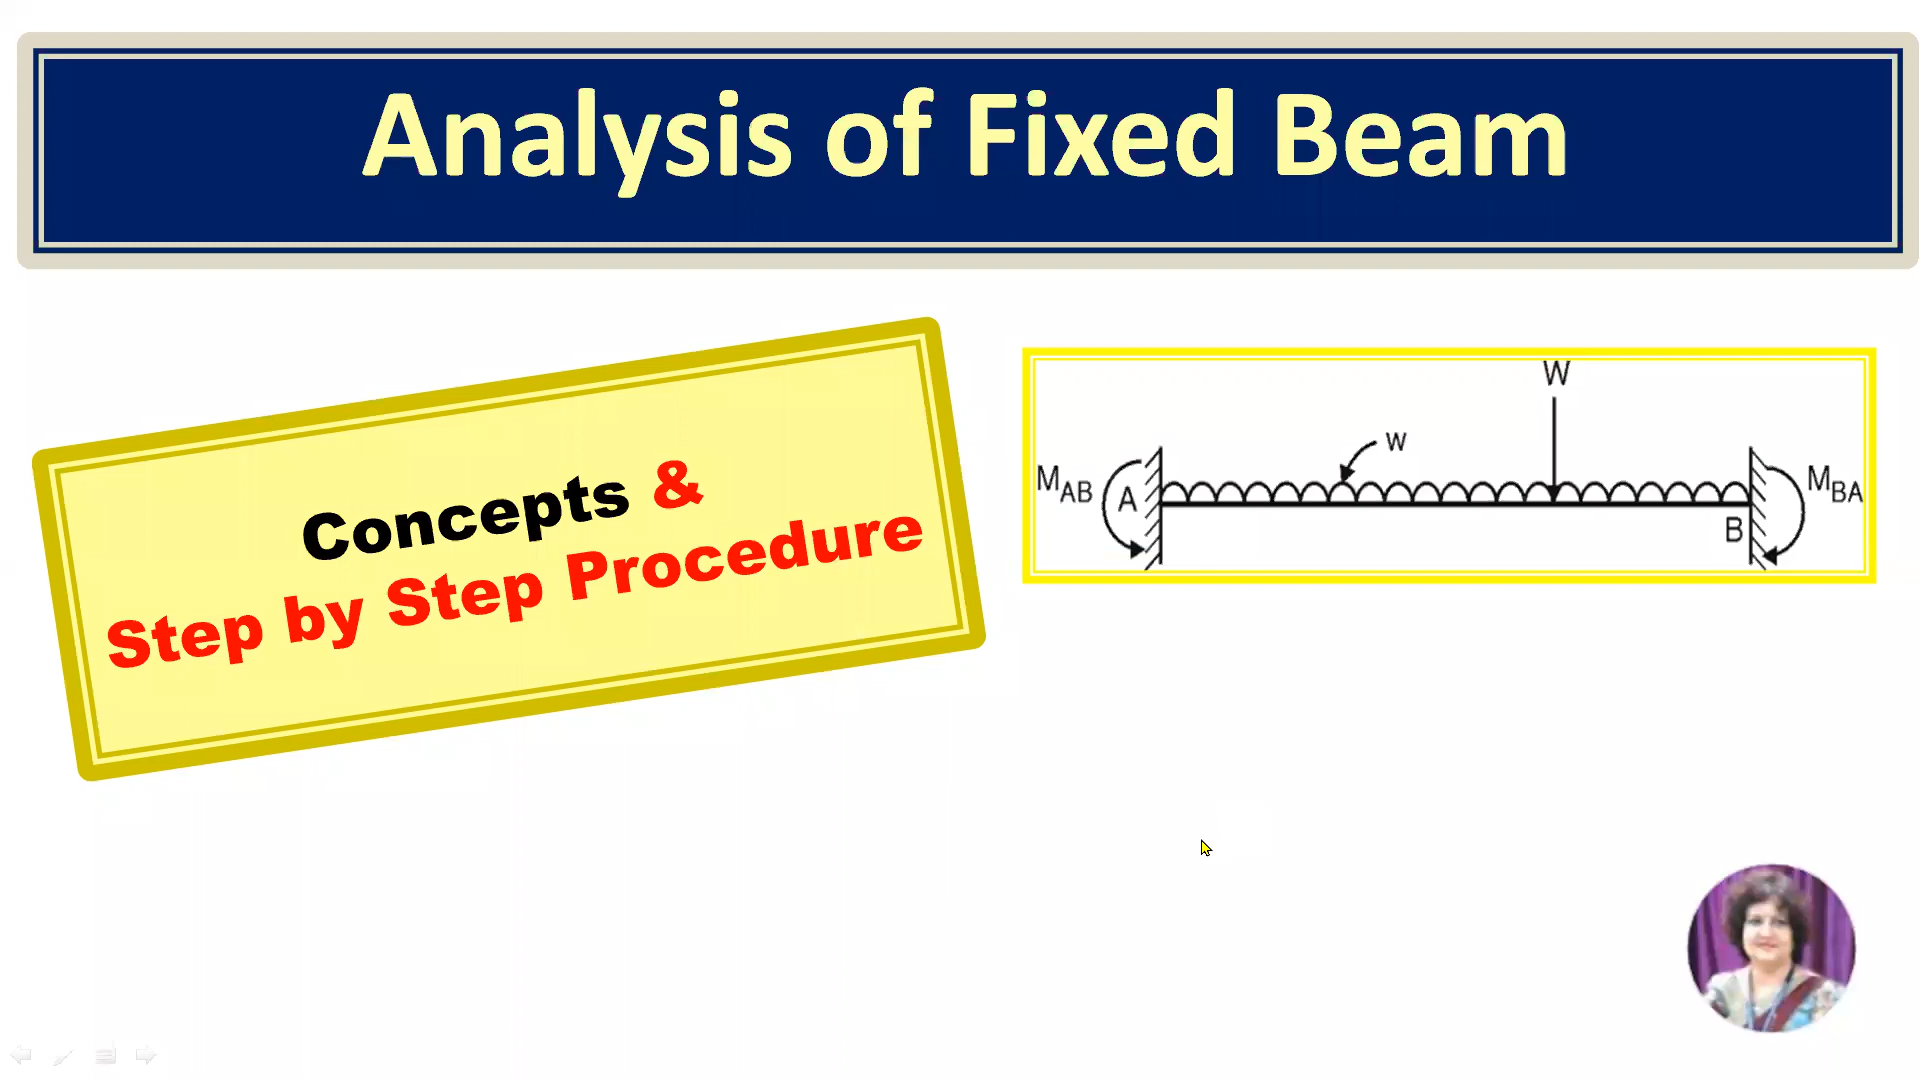 Analysis of Fixed Beam
Concepts &
Step by Step Procedure
W
w
M_AB
A
M_BA
B